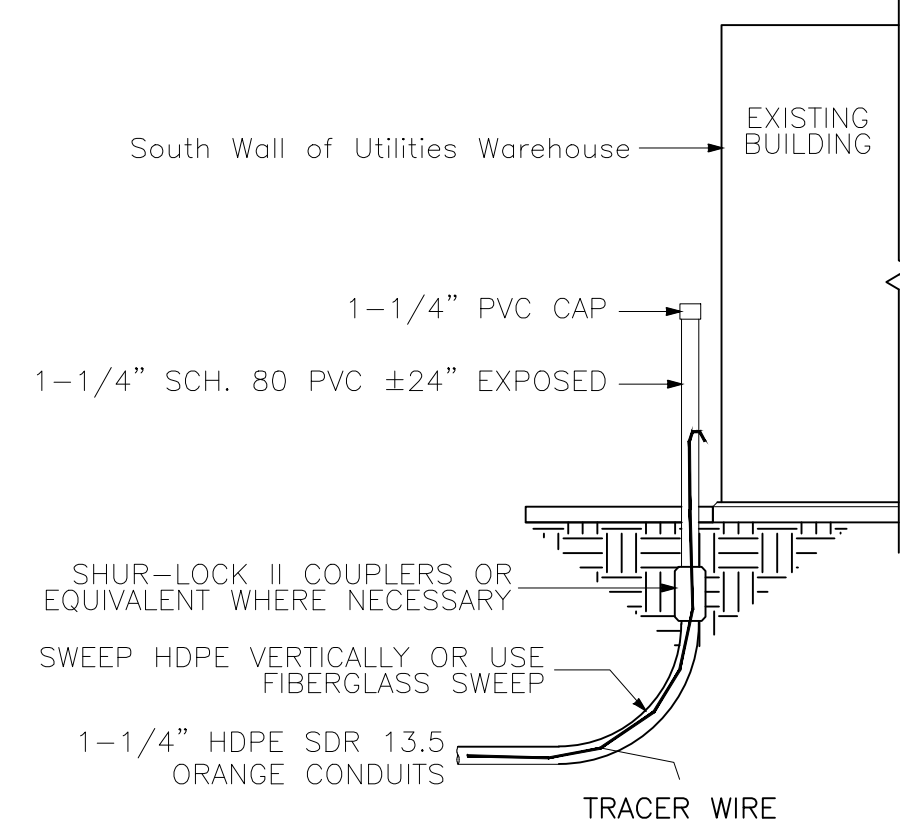 EXISTING
BUILDING
South Wall of Utilities Warehouse
1-1/4" PVC CAP
1-1/4" SCH. 80 PVC ±24" EXPOSED
SHUR-LOCK II COUPLERS OR
EQUIVALENT WHERE NECESSARY
SWEEP HDPE VERTICALLY OR USE
FIBERGLASS SWEEP
1-1/4" HDPE SDR 13.5
ORANGE CONDUITS
TRACER WIRE